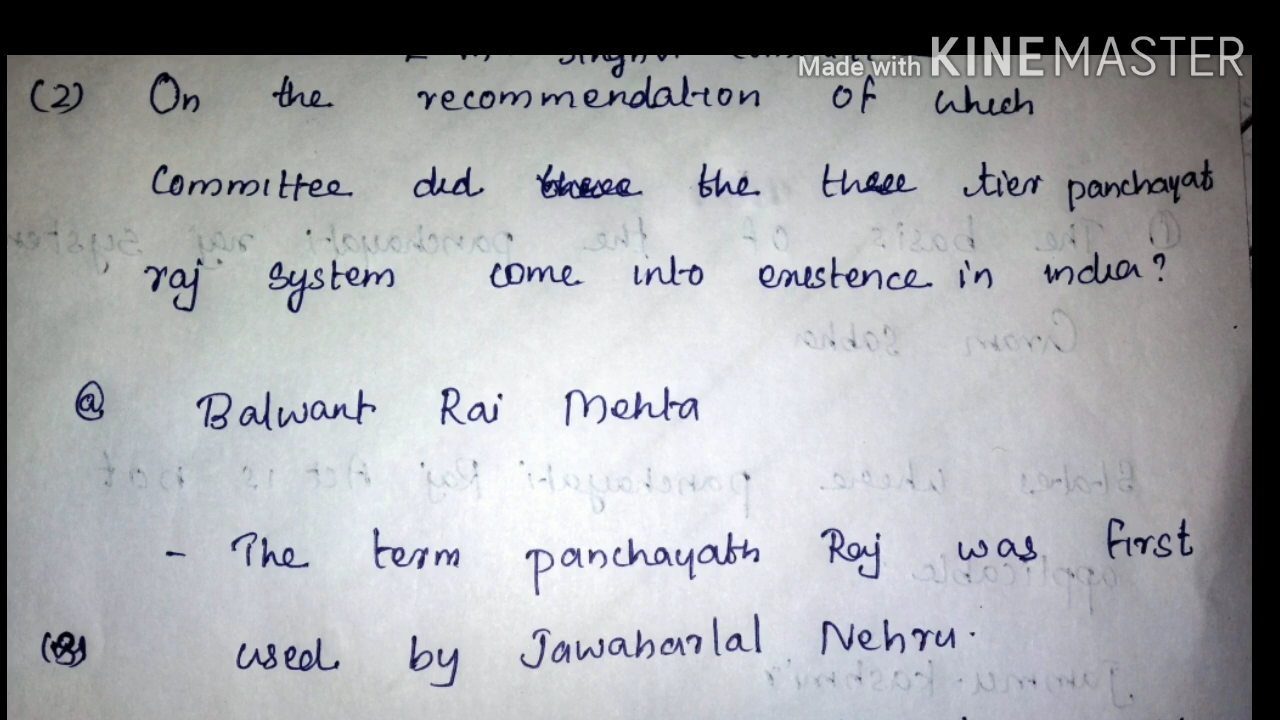 Made with KINEMASTER
(2) On the recommendation of which
Committee did the three tier panchayat
raj system come into existence in india?
@ Balwant Rai Mehta
- The term panchayath Raj was first
used by Jawaharlal Nehru.